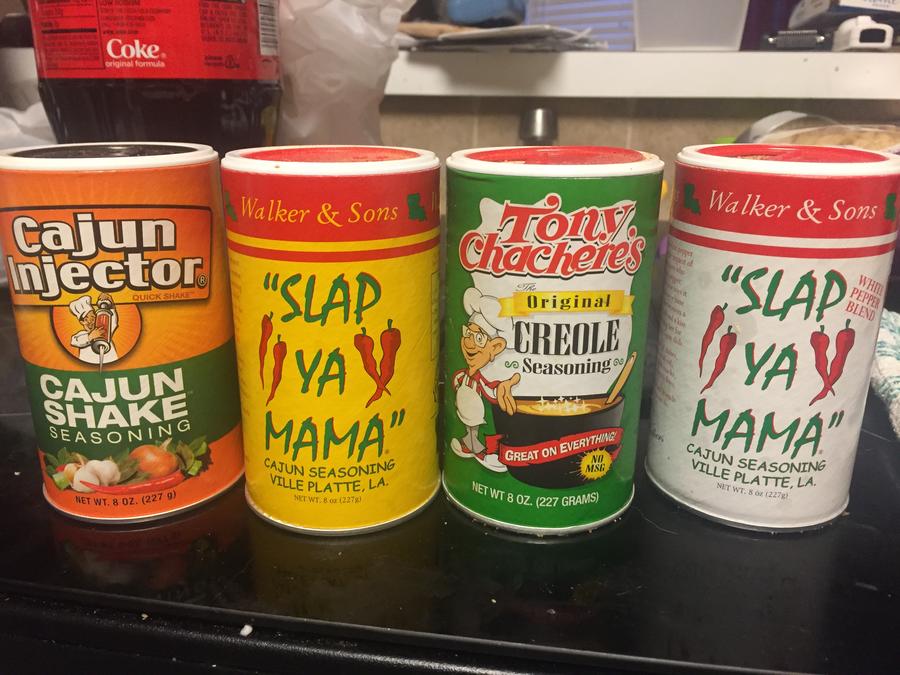 Coke
original formula
Cajun
Injector®
QUICK SHAKE™
CAJUN
SHAKE™
SEASONING
NET WT. 8 OZ. (227 g)
Walker & Sons
"SLAP
YA
MAMA"®
CAJUN SEASONING
VILLE PLATTE, LA.
NET WT. 8 oz (227g)
Tony
Chachere's
The
Original
CREOLE
Seasoning
GREAT ON EVERYTHING!
NO
MSG
NET WT 8 OZ. (227 GRAMS)
Walker & Sons
WHITE
PEPPER
BLEND
"SLAP
YA
MAMA"®
CAJUN SEASONING
VILLE PLATTE, LA.
NET WT. 8 oz (227g)